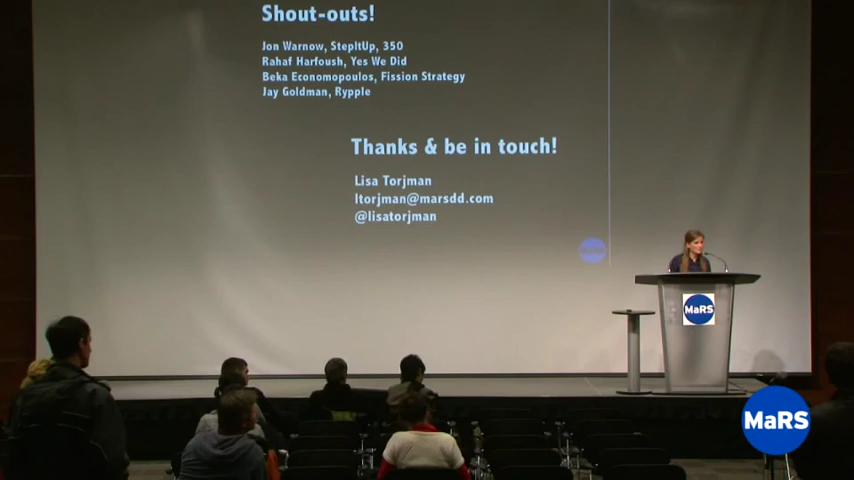 Shout-outs!
Jon Warnow, StepItUp, 350
Rahaf Harfoush, Yes We Did
Beka Economopoulos, Fission Strategy
Jay Goldman, Rypple
Thanks & be in touch!
Lisa Torjman
ltorjman@marsdd.com
@lisatorjman
MaRS
MaRS
MaRS